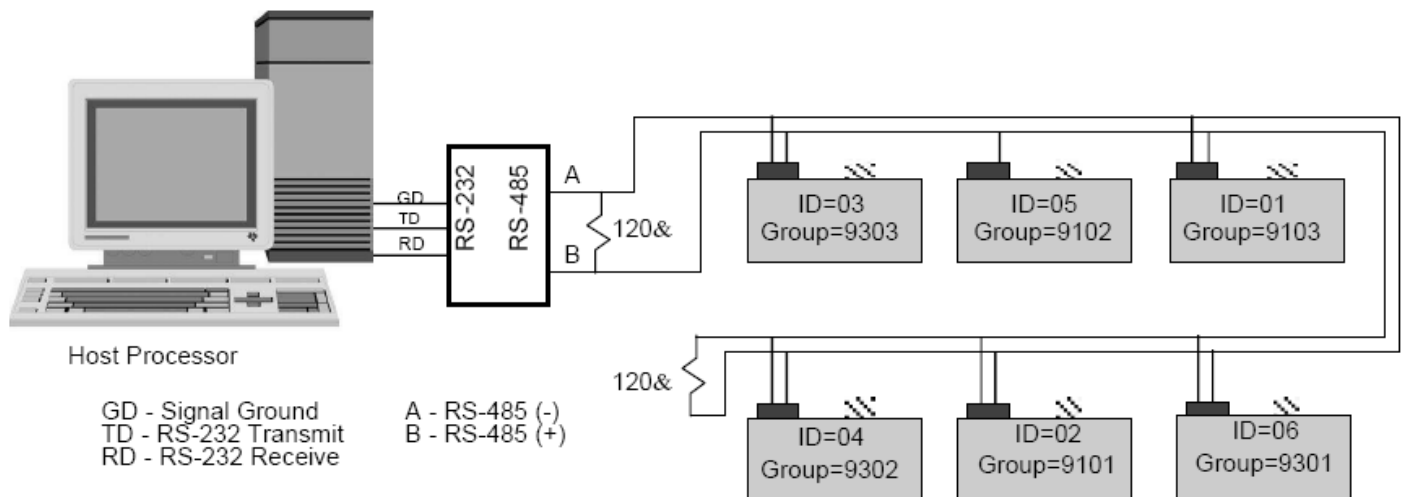 GD
TD
RD
RS-232
RS-485
A
B
120&
ID=03
Group=9303
ID=05
Group=9102
ID=01
Group=9103
Host Processor
120&
ID=04
Group=9302
ID=02
Group=9101
ID=06
Group=9301
GD - Signal Ground
TD - RS-232 Transmit
RD - RS-232 Receive
A - RS-485 (-)
B - RS-485 (+)